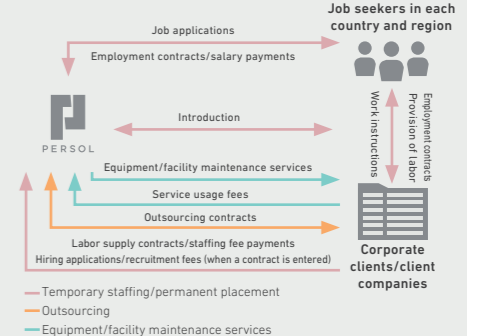 Job seekers in each
country and region
Job applications
Employment contracts/salary payments
Introduction
PERSOL
Employment contracts
Provision of labor
Work instructions
Equipment/facility maintenance services
Service usage fees
Outsourcing contracts
Labor supply contracts/staffing fee payments
Hiring applications/recruitment fees (when a contract is entered)
Corporate
clients/client
companies
Temporary staffing/permanent placement
Outsourcing
Equipment/facility maintenance services